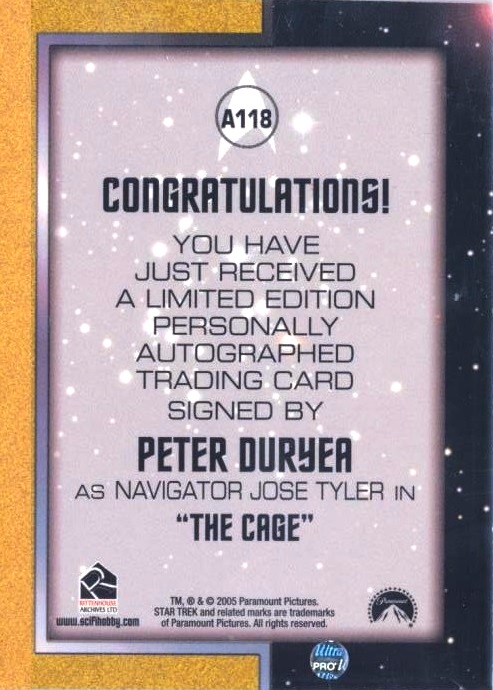 A118
CONGRATULATIONS!
YOU HAVE
JUST RECEIVED
A LIMITED EDITION
PERSONALLY
AUTOGRAPHED
TRADING CARD
SIGNED BY
PETER DURYEA
AS NAVIGATOR JOSE TYLER IN
"THE CAGE"
RITTENHOUSE
ARCHIVES LTD
www.scifihobby.com
TM, ® & © 2005 Paramount Pictures.
STAR TREK and related marks are trademarks
of Paramount Pictures. All rights reserved.
Paramount
Ultra
PRO